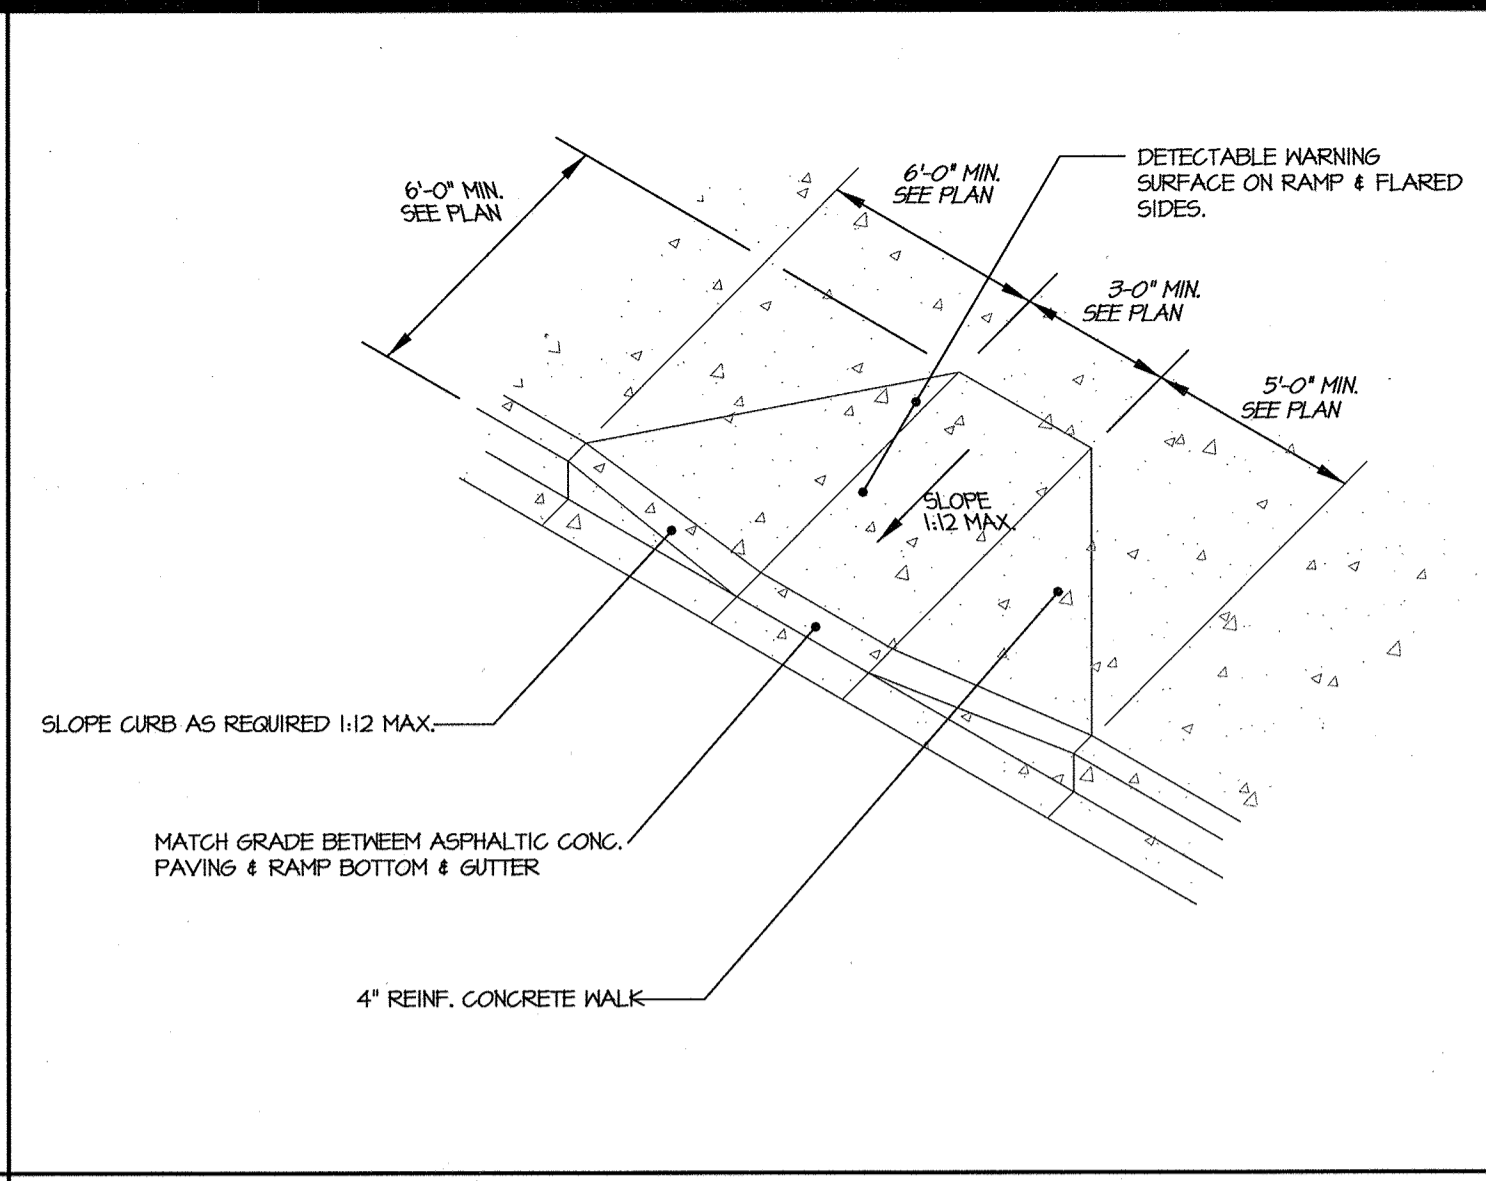 6'-0" MIN.
SEE PLAN
6'-0" MIN.
SEE PLAN
DETECTABLE WARNING
SURFACE ON RAMP & FLARED
SIDES.
3-0" MIN.
SEE PLAN
5'-0" MIN.
SEE PLAN
SLOPE
1:12 MAX.
SLOPE CURB AS REQUIRED 1:12 MAX.
MATCH GRADE BETWEEM ASPHALTIC CONC.
PAVING & RAMP BOTTOM & GUTTER
4" REINF. CONCRETE WALK